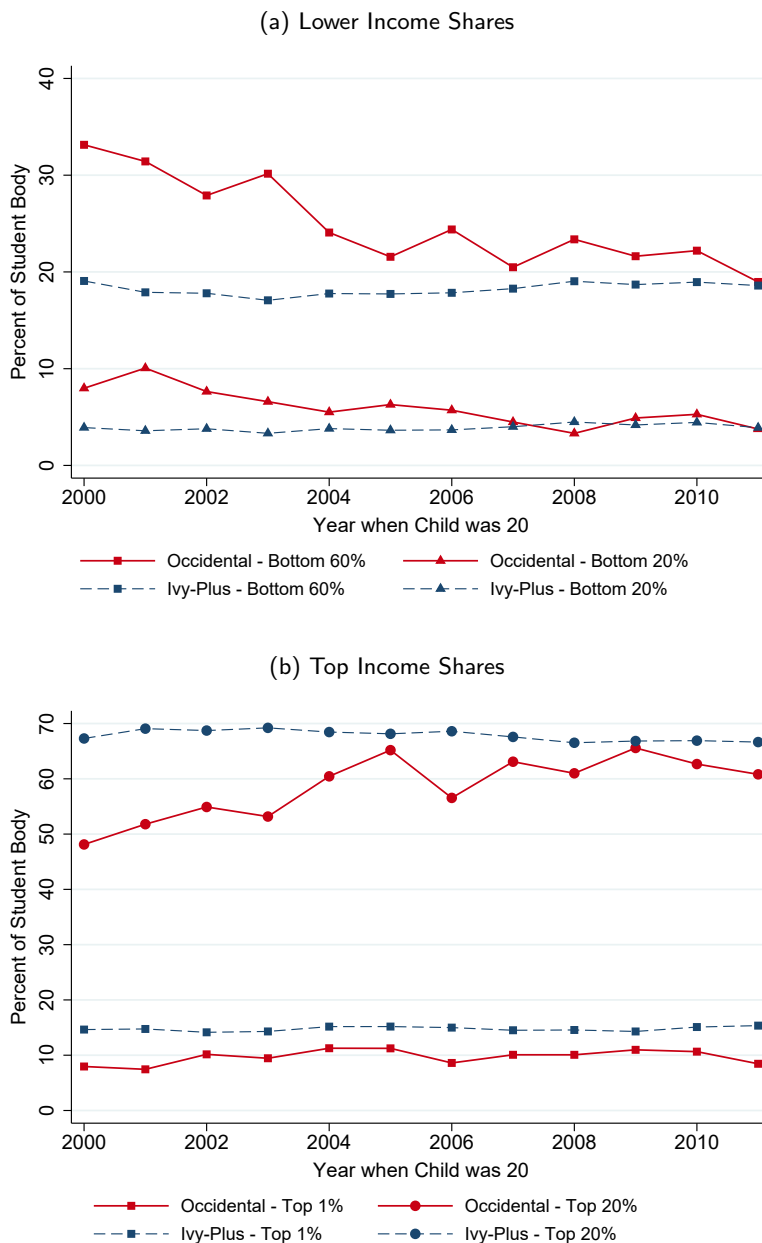 (a) Lower Income Shares
40
30
20
10
0
Percent of Student Body
2000 2002 2004 2006 2008 2010
Year when Child was 20
Occidental - Bottom 60% Occidental - Bottom 20%
Ivy-Plus - Bottom 60% Ivy-Plus - Bottom 20%
(b) Top Income Shares
70
60
50
40
30
20
10
0
Percent of Student Body
2000 2002 2004 2006 2008 2010
Year when Child was 20
Occidental - Top 1% Occidental - Top 20%
Ivy-Plus - Top 1% Ivy-Plus - Top 20%